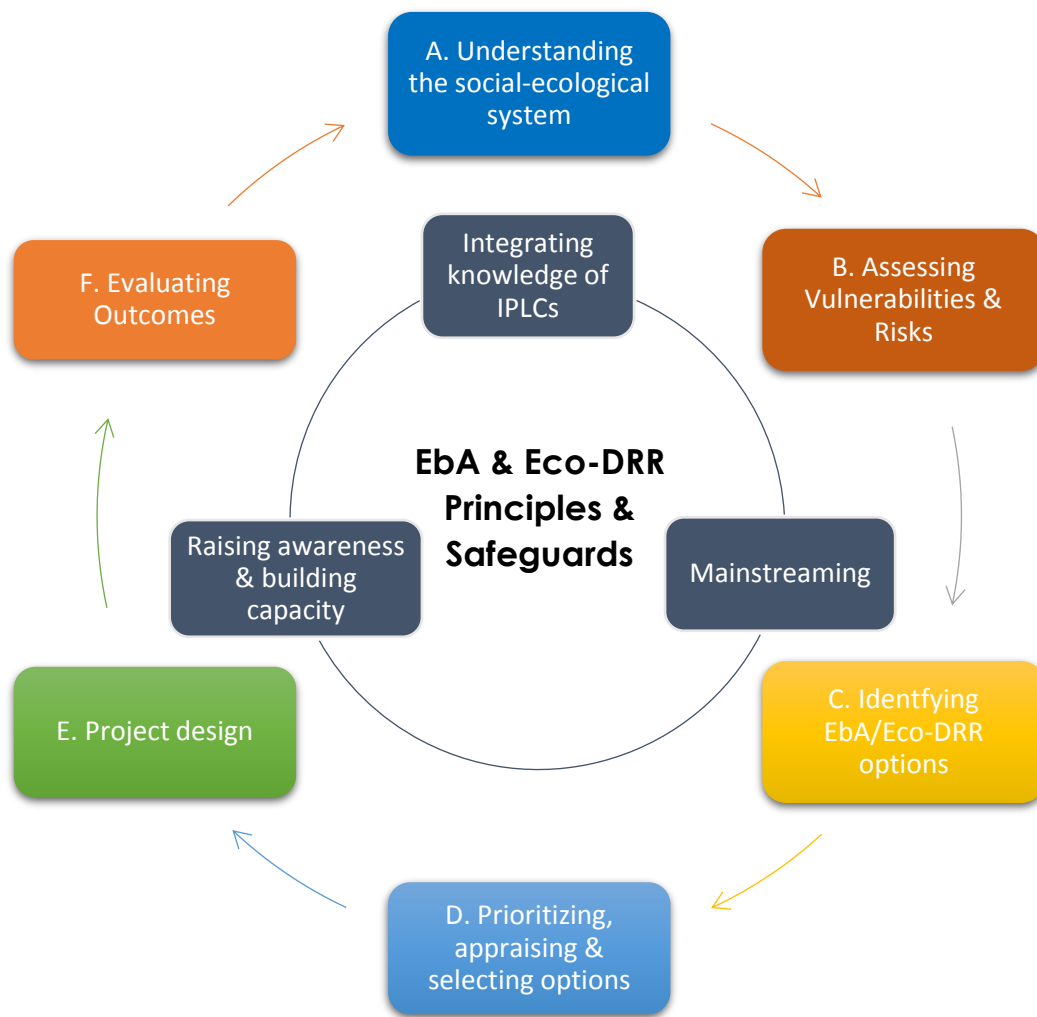 A. Understanding
the social-ecological
system
B. Assessing
Vulnerabilities &
Risks
C. Identfying
EbA/Eco-DRR
options
D. Prioritizing,
appraising &
selecting options
E. Project design
F. Evaluating
Outcomes
Integrating
knowledge of
IPLCs
Mainstreaming
Raising awareness
& building
capacity
EbA & Eco-DRR
Principles &
Safeguards